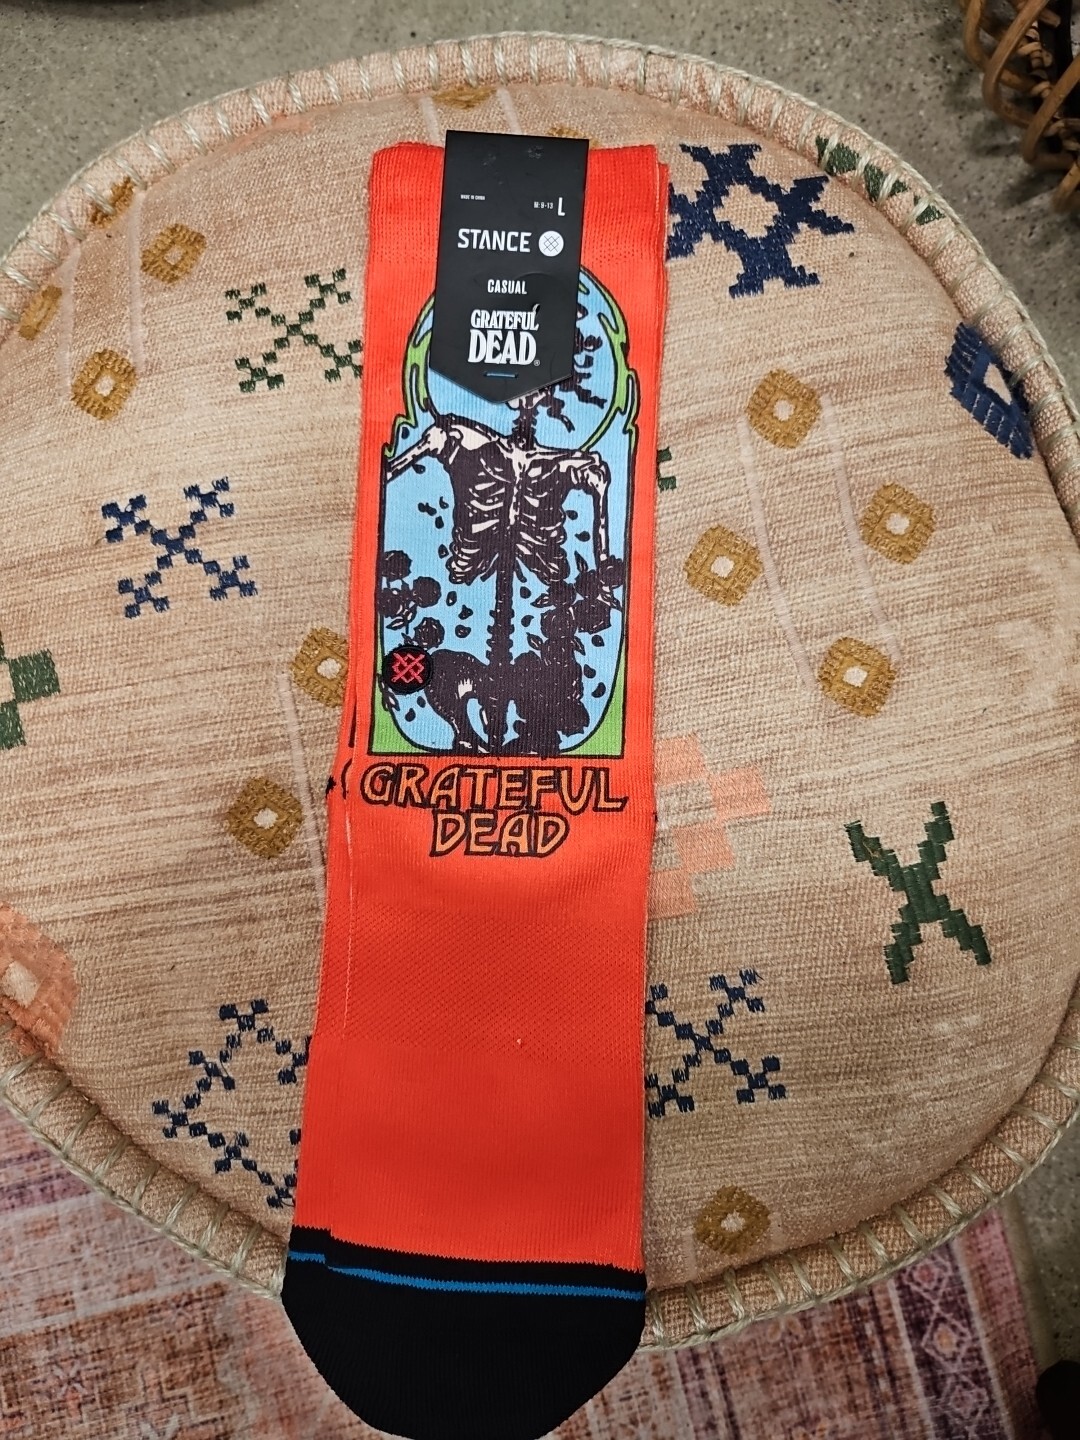 MADE IN CHINA
M: 9-13 L
STANCE
CASUAL
GRATEFUL
DEAD®
GRATEFUL
DEAD